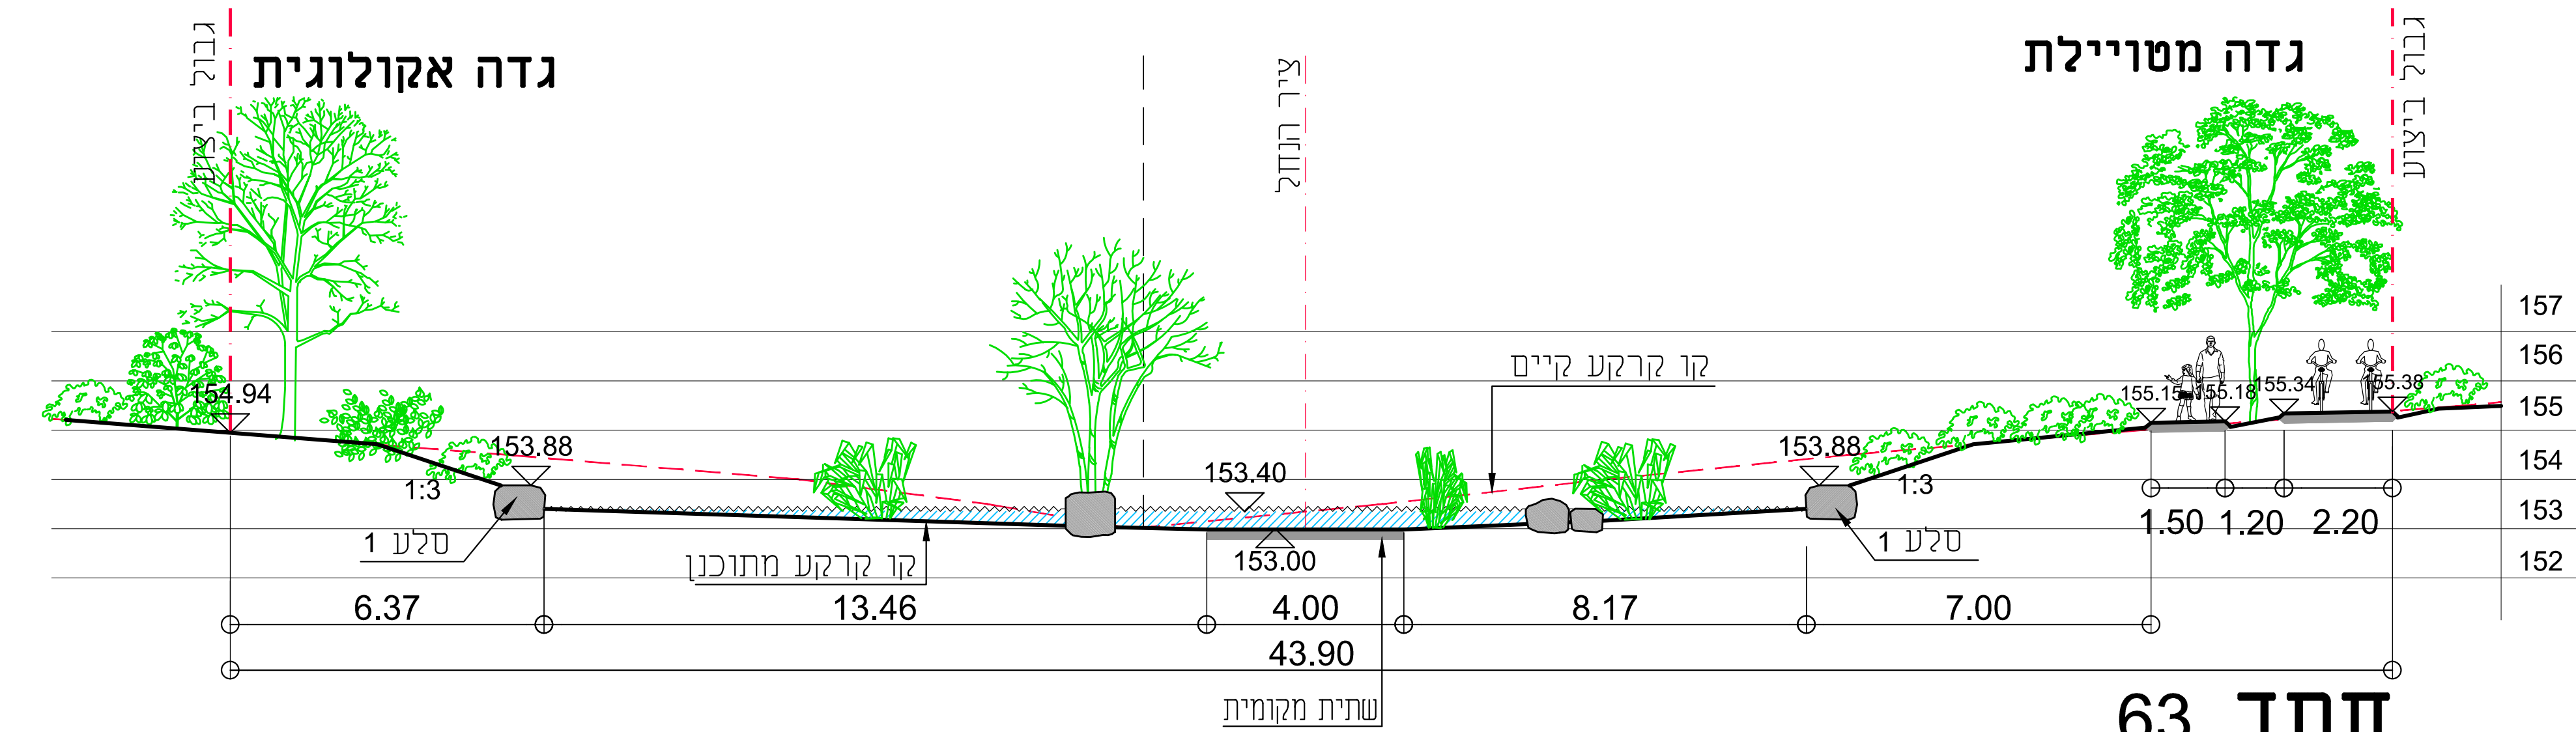 גבול ביצוע
גדה אקולוגית
ציר הנחל
גדה מטויילת
גבול ביצוע
157
156
155
154
153
152
קו קרקע קיים
154.94
153.88
153.40
153.88
155.15
155.18
155.34
155.38
1:3
1:3
סלע 1
קו קרקע מתוכנן
153.00
סלע 1
1.50
1.20
2.20
6.37
13.46
4.00
8.17
7.00
43.90
שתית מקומית
חתך 63